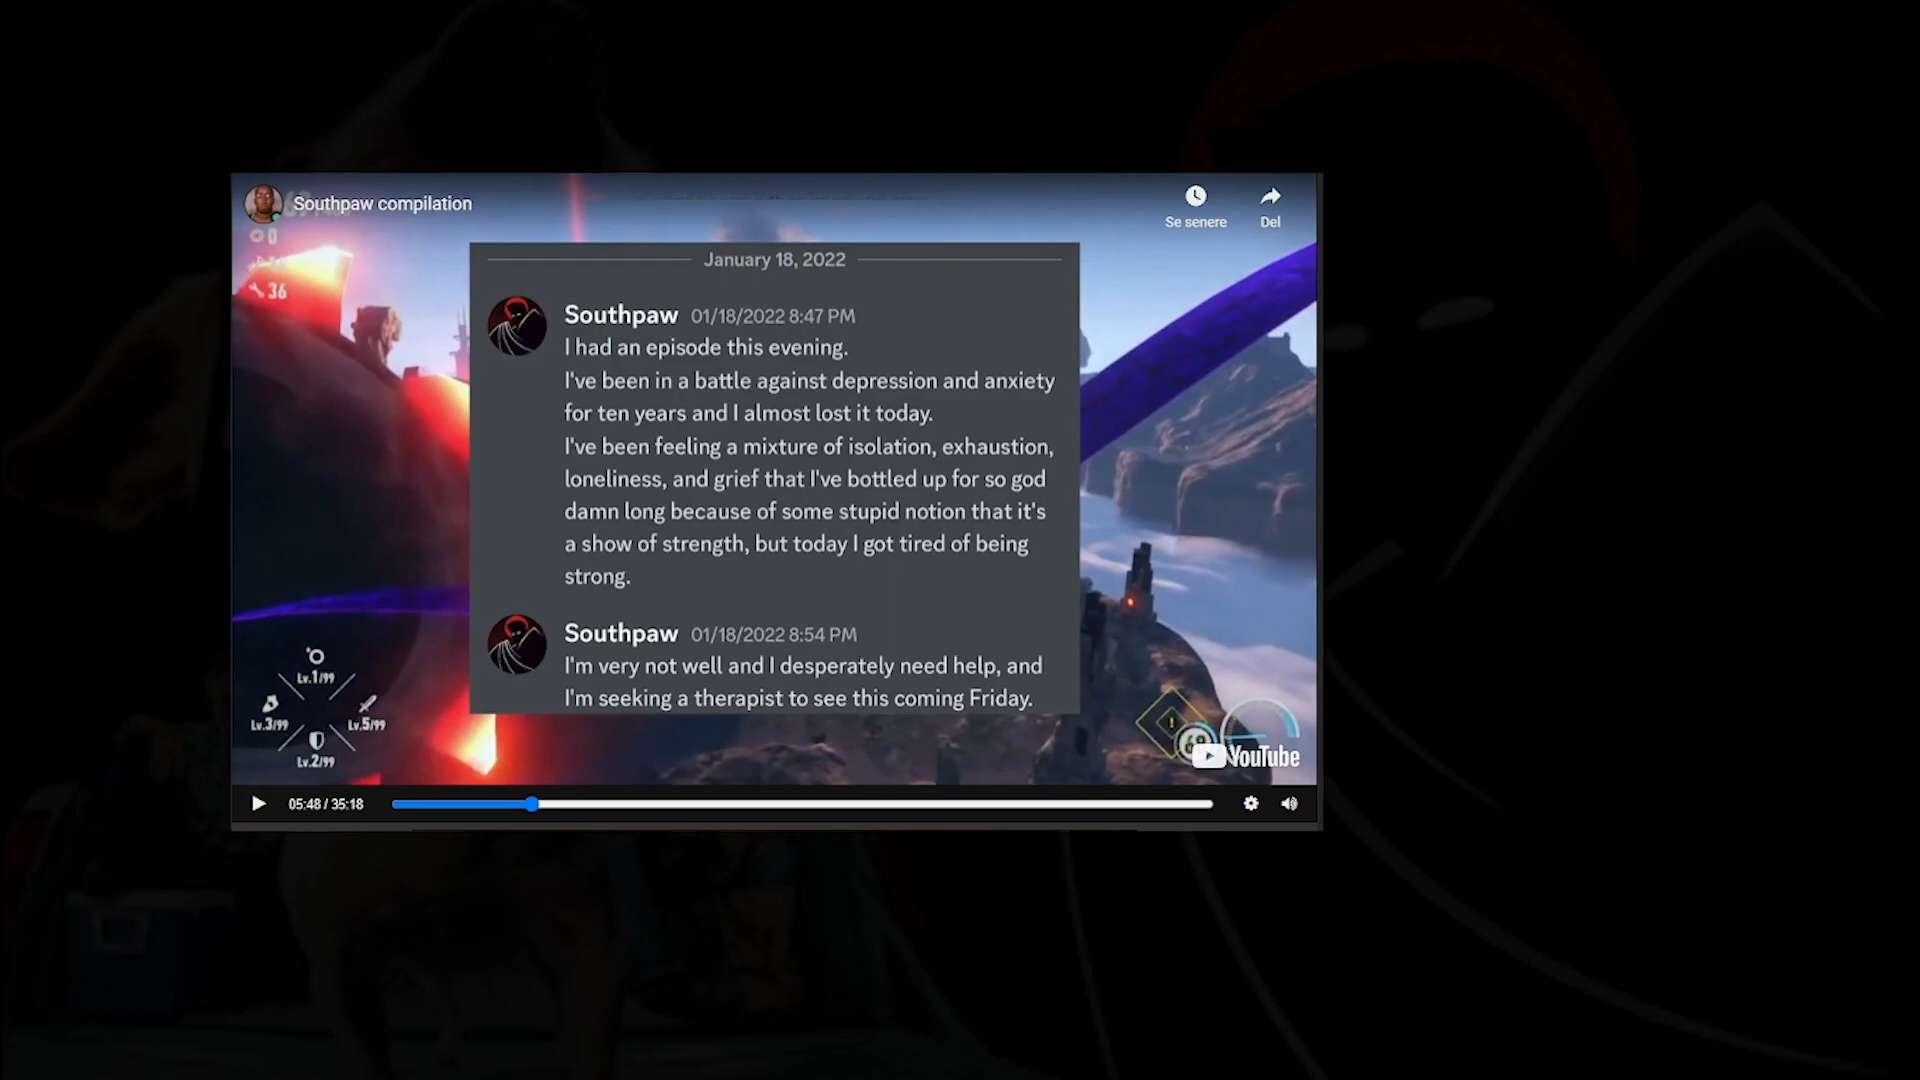 Southpaw compilation
Se senere
Del
0
36
January 18, 2022
Southpaw 01/18/2022 8:47 PM
I had an episode this evening.
I've been in a battle against depression and anxiety
for ten years and I almost lost it today.
I've been feeling a mixture of isolation, exhaustion,
loneliness, and grief that I've bottled up for so god
damn long because of some stupid notion that it's
a show of strength, but today I got tired of being
strong.
Southpaw 01/18/2022 8:54 PM
I'm very not well and I desperately need help, and
I'm seeking a therapist to see this coming Friday.
Lv.1/99
Lv.3/99
Lv.5/99
Lv.2/99
YouTube
05:48 / 35:18